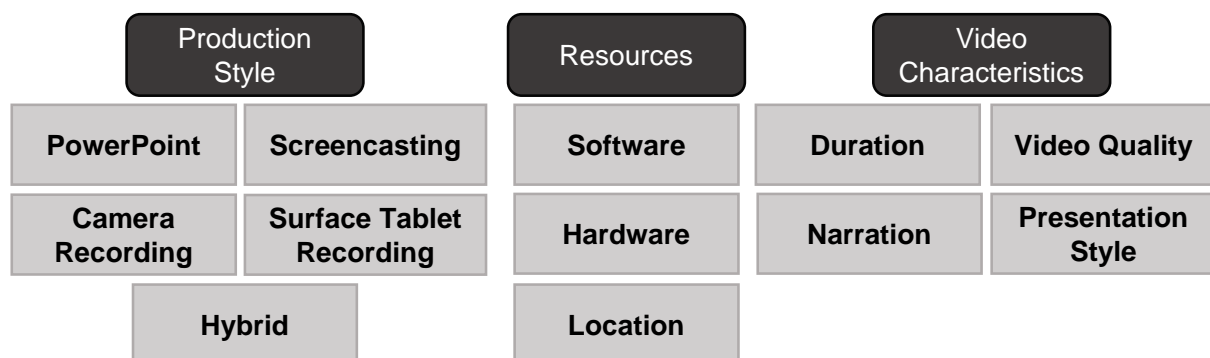 Production
Style
PowerPoint
Screencasting
Camera
Recording
Surface Tablet
Recording
Hybrid
Resources
Software
Hardware
Location
Video
Characteristics
Duration
Video Quality
Narration
Presentation
Style